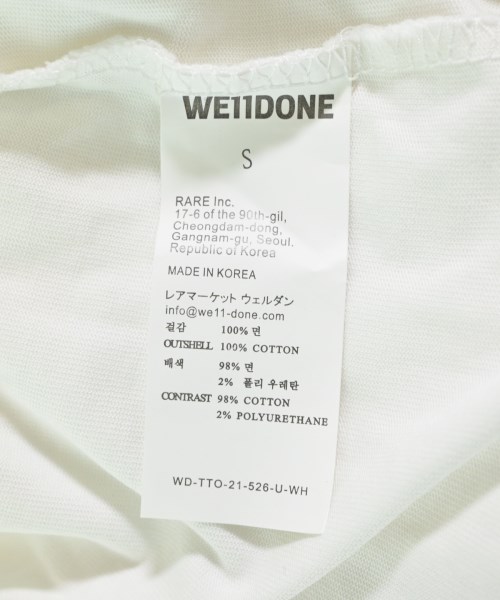 WE11DONE
S
RARE Inc.
17-6 of the 90th-gil,
Cheongdam-dong,
Gangnam-gu, Seoul.
Republic of Korea
MADE IN KOREA
レアマーケット ウェルダン
info@we11-done.com
겉감 100% 면
OUTSHELL 100% COTTON
배색 98% 면
2% 폴리 우레탄
CONTRAST 98% COTTON
2% POLYURETHANE
WD-TTO-21-526-U-WH